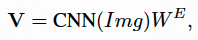 V = CNN(Img)W^E,